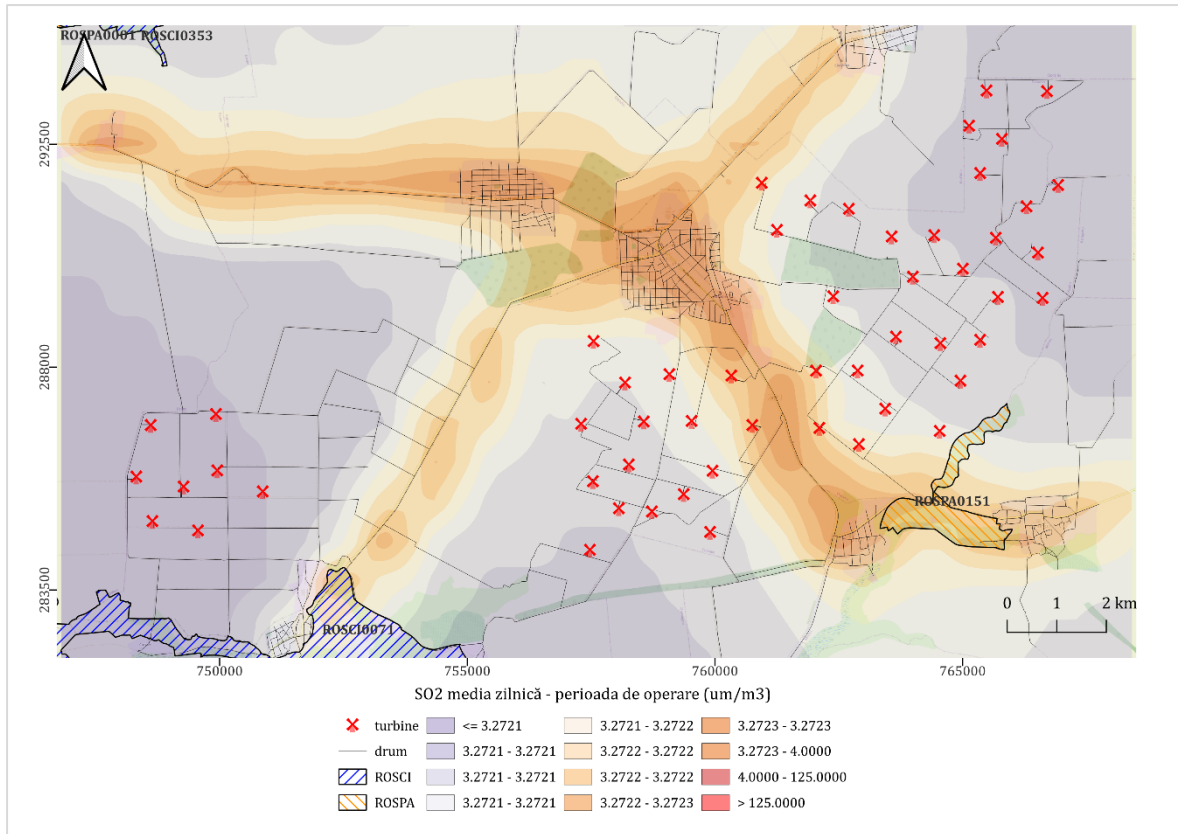 ROSPA0001 ROSCI0353
292500
288000
283500
ROSPA0151
ROSCI0071
0 1 2 km
750000 755000 760000 765000
SO2 media zilnică - perioada de operare (um/m3)
turbine <= 3.2721 3.2721 - 3.2722 3.2723 - 3.2723
drum 3.2721 - 3.2721 3.2722 - 3.2722 3.2723 - 4.0000
ROSCI 3.2721 - 3.2721 3.2722 - 3.2722 4.0000 - 125.0000
ROSPA 3.2721 - 3.2721 3.2722 - 3.2723 > 125.0000